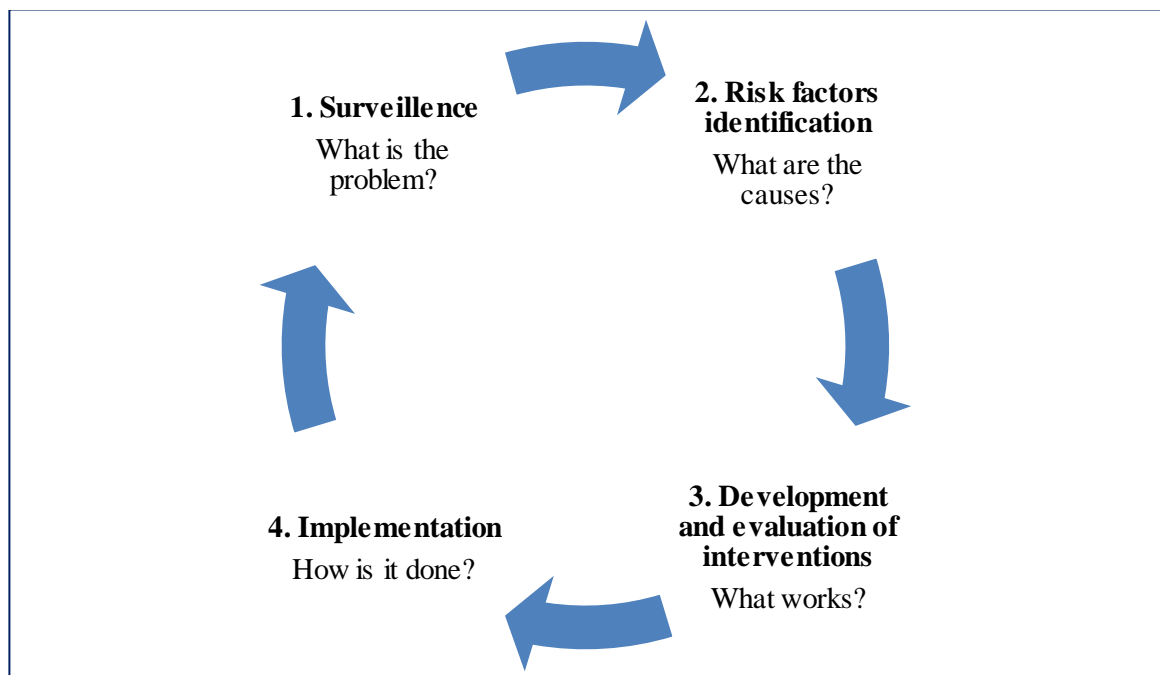 1. Surveillence
What is the
problem?
2. Risk factors
identification
What are the
causes?
3. Development
and evaluation of
interventions
What works?
4. Implementation
How is it done?